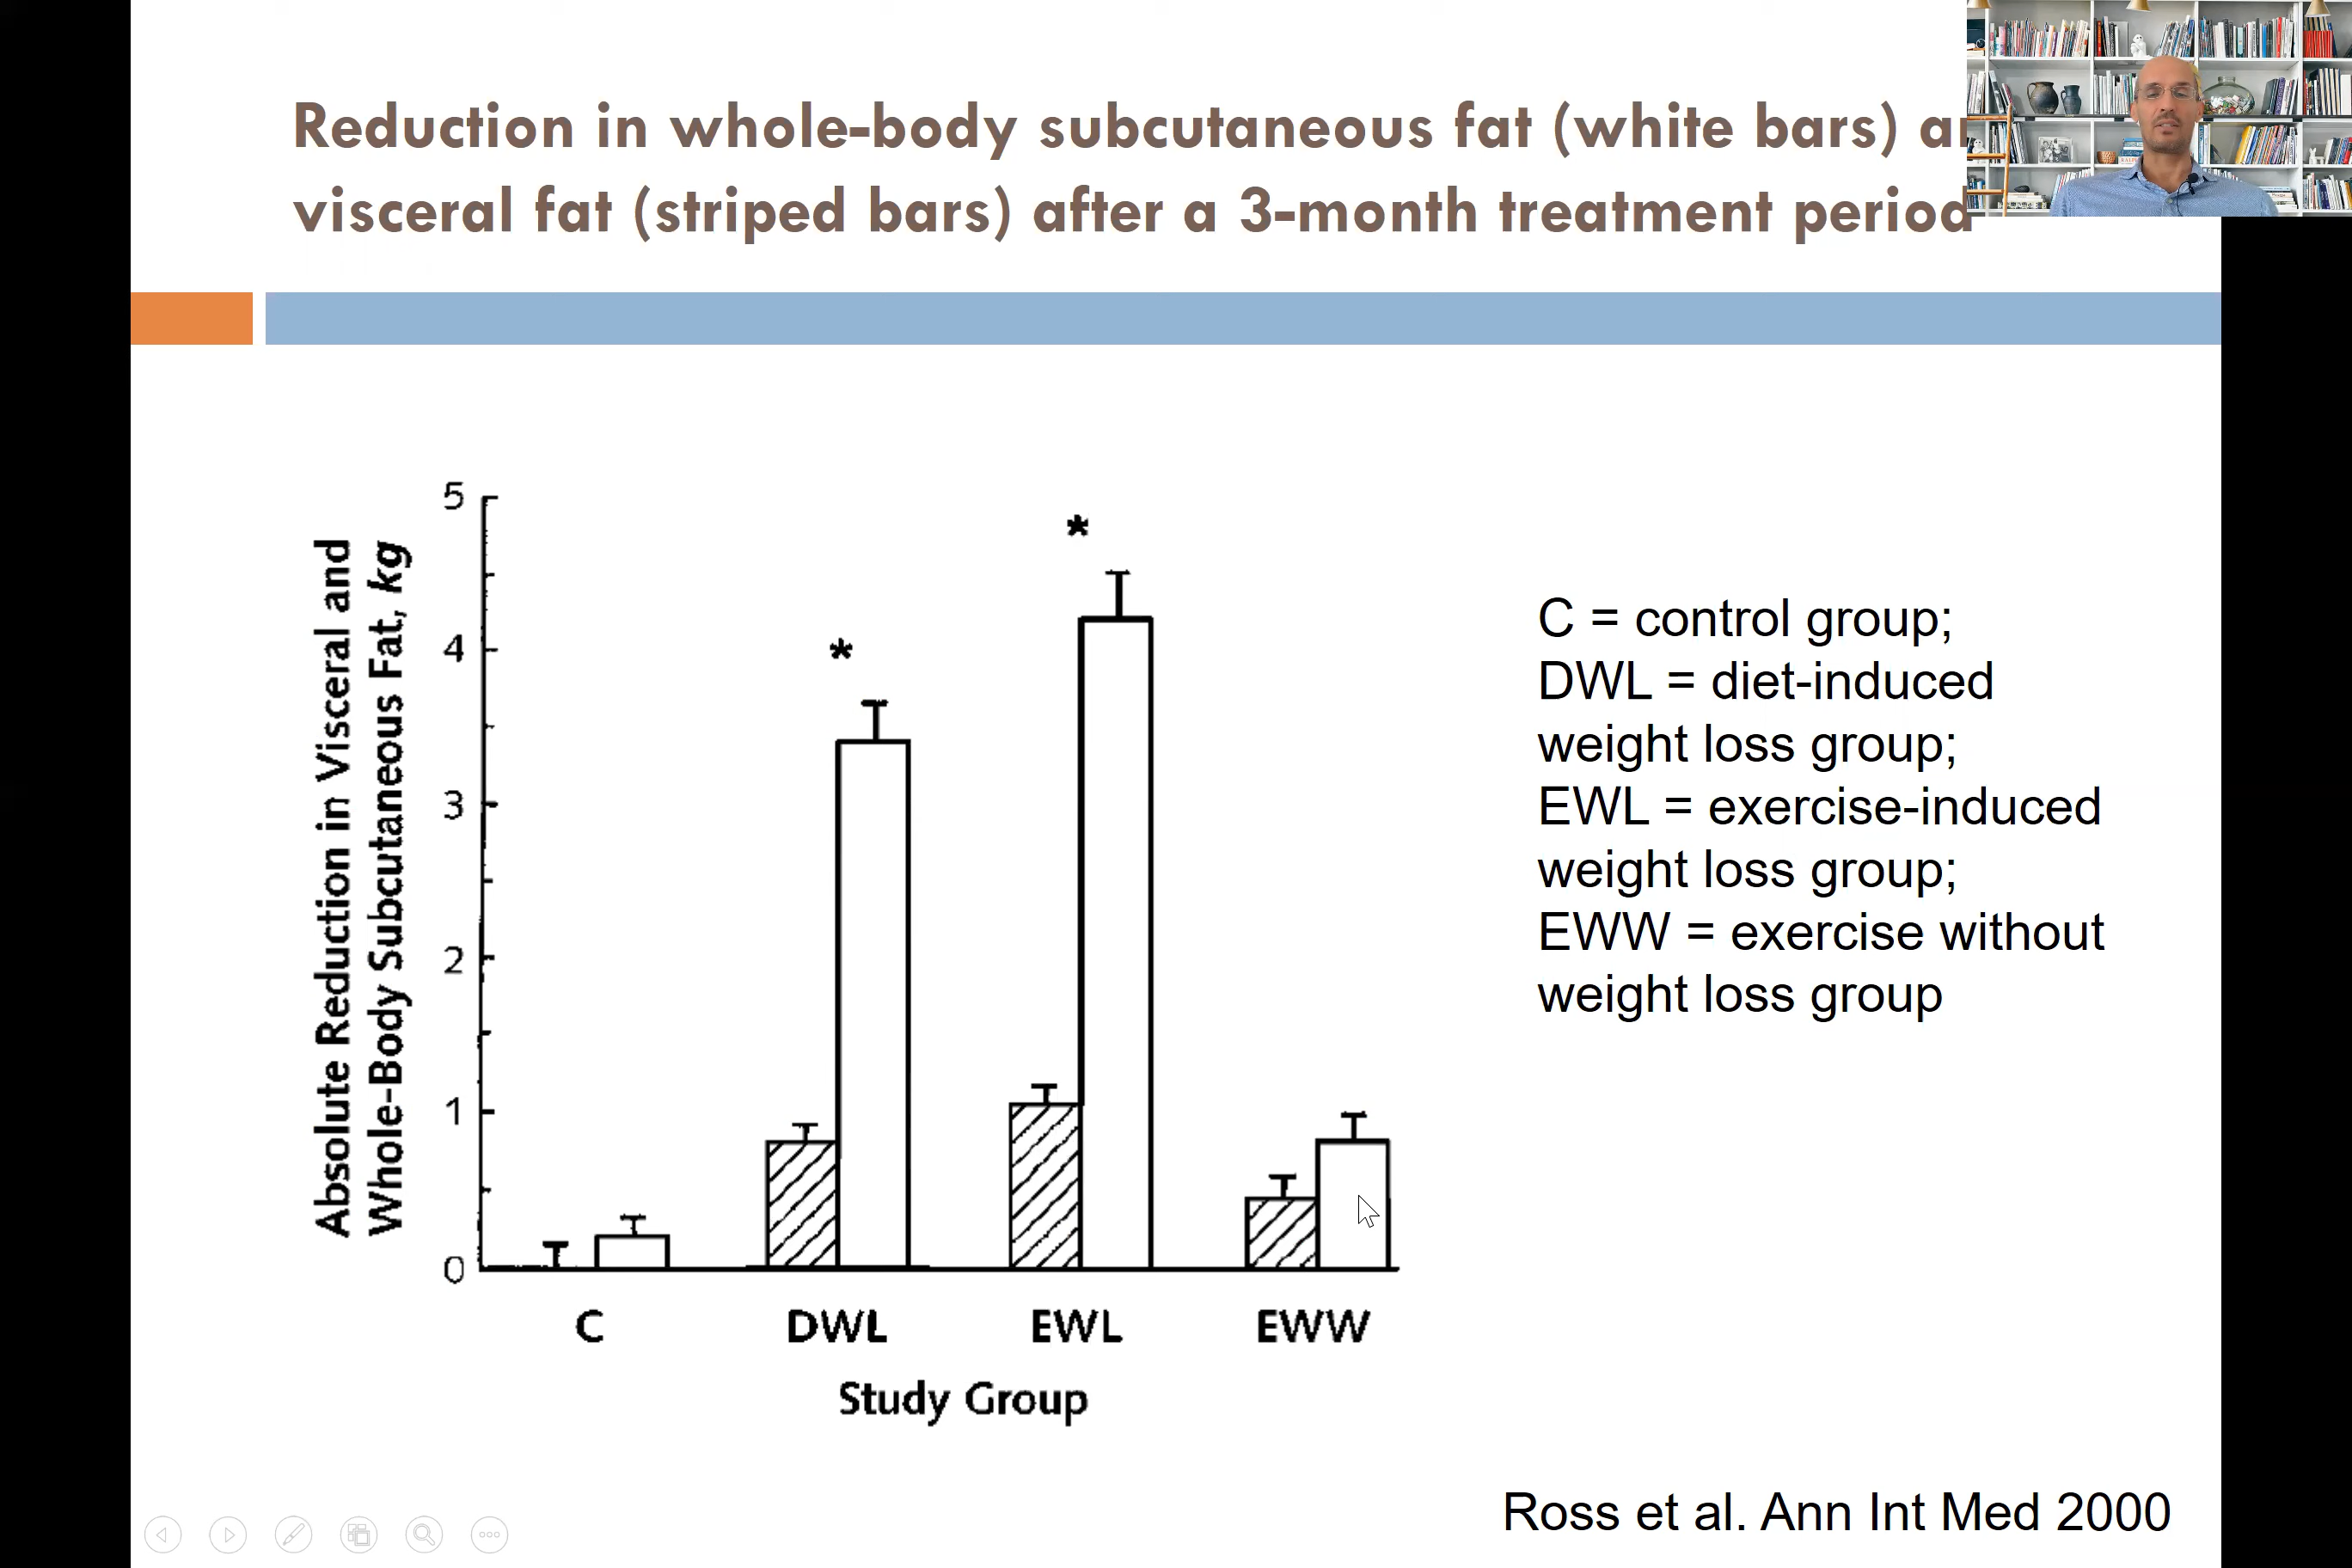 Reduction in whole-body subcutaneous fat (white bars)
visceral fat (striped bars) after a 3-month treatment period
Absolute Reduction in Visceral and
Whole-Body Subcutaneous Fat, kg
5
4
3
2
1
0
*
*
C
DWL
EWL
EWW
Study Group
C = control group;
DWL = diet-induced
weight loss group;
EWL = exercise-induced
weight loss group;
EWW = exercise without
weight loss group
Ross et al. Ann Int Med 2000